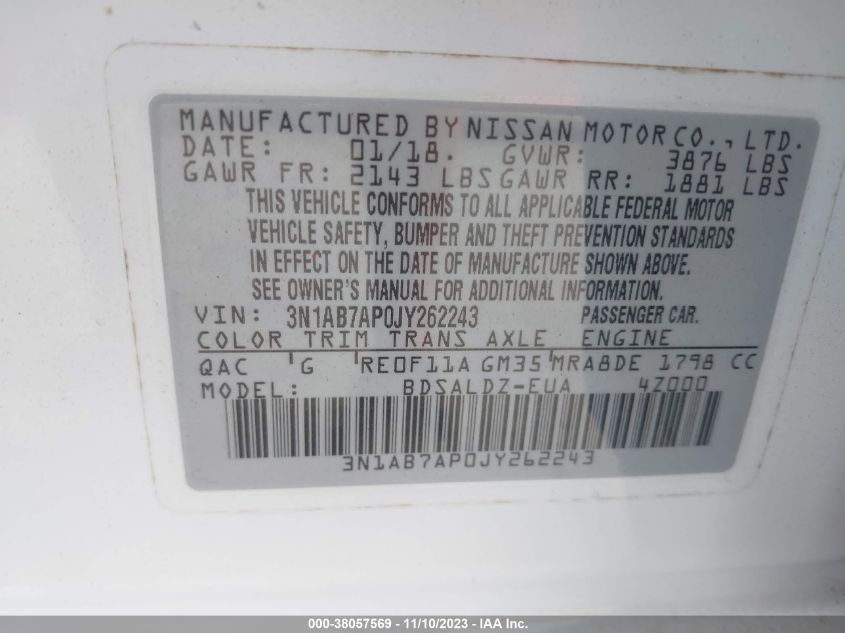 MANUFACTURED BY NISSAN MOTOR CO., LTD.
DATE: 01/18. GVWR: 3876 LBS
GAWR FR: 2143 LBS GAWR RR: 1881 LBS
THIS VEHICLE CONFORMS TO ALL APPLICABLE FEDERAL MOTOR
VEHICLE SAFETY, BUMPER AND THEFT PREVENTION STANDARDS
IN EFFECT ON THE DATE OF MANUFACTURE SHOWN ABOVE.
SEE OWNER'S MANUAL FOR ADDITIONAL INFORMATION.
VIN: 3N1AB7AP0JY262243 PASSENGER CAR.
COLOR TRIM TRANS AXLE ENGINE
QAC G RE0F11A GM35 MRA8DE 1798 CC
MODEL: BDSALDZ-EUA 4Z000
3N1AB7AP0JY262243
000-38057569 - 11/10/2023 - IAA Inc.